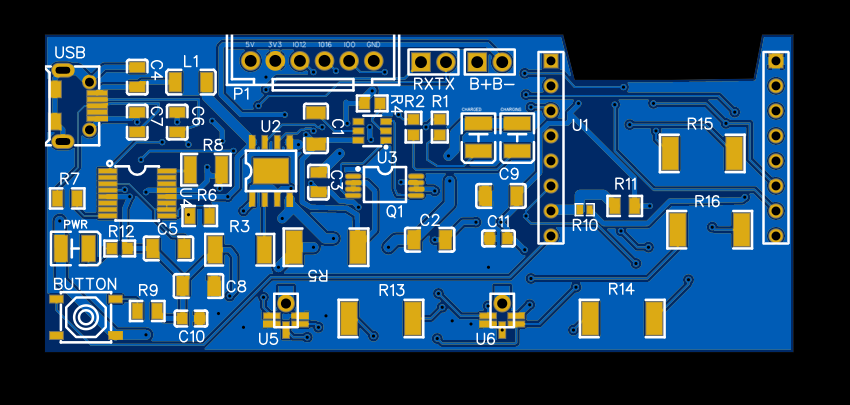 USB
L1
C4
5V 3V3 IO12 IO16 IO0 GND
P1
RXTX
B+B-
C7
C6
R4
R2 R1
CHARGED
CHARGING
U1
U2
C1
R15
R8
U3
C3
C9
R7
U4
R6
Q1
R11
R10
R16
PWR
R12
C5
R3
C2
C11
R5
BUTTON
C8
R9
R13
R14
C10
U5
U6